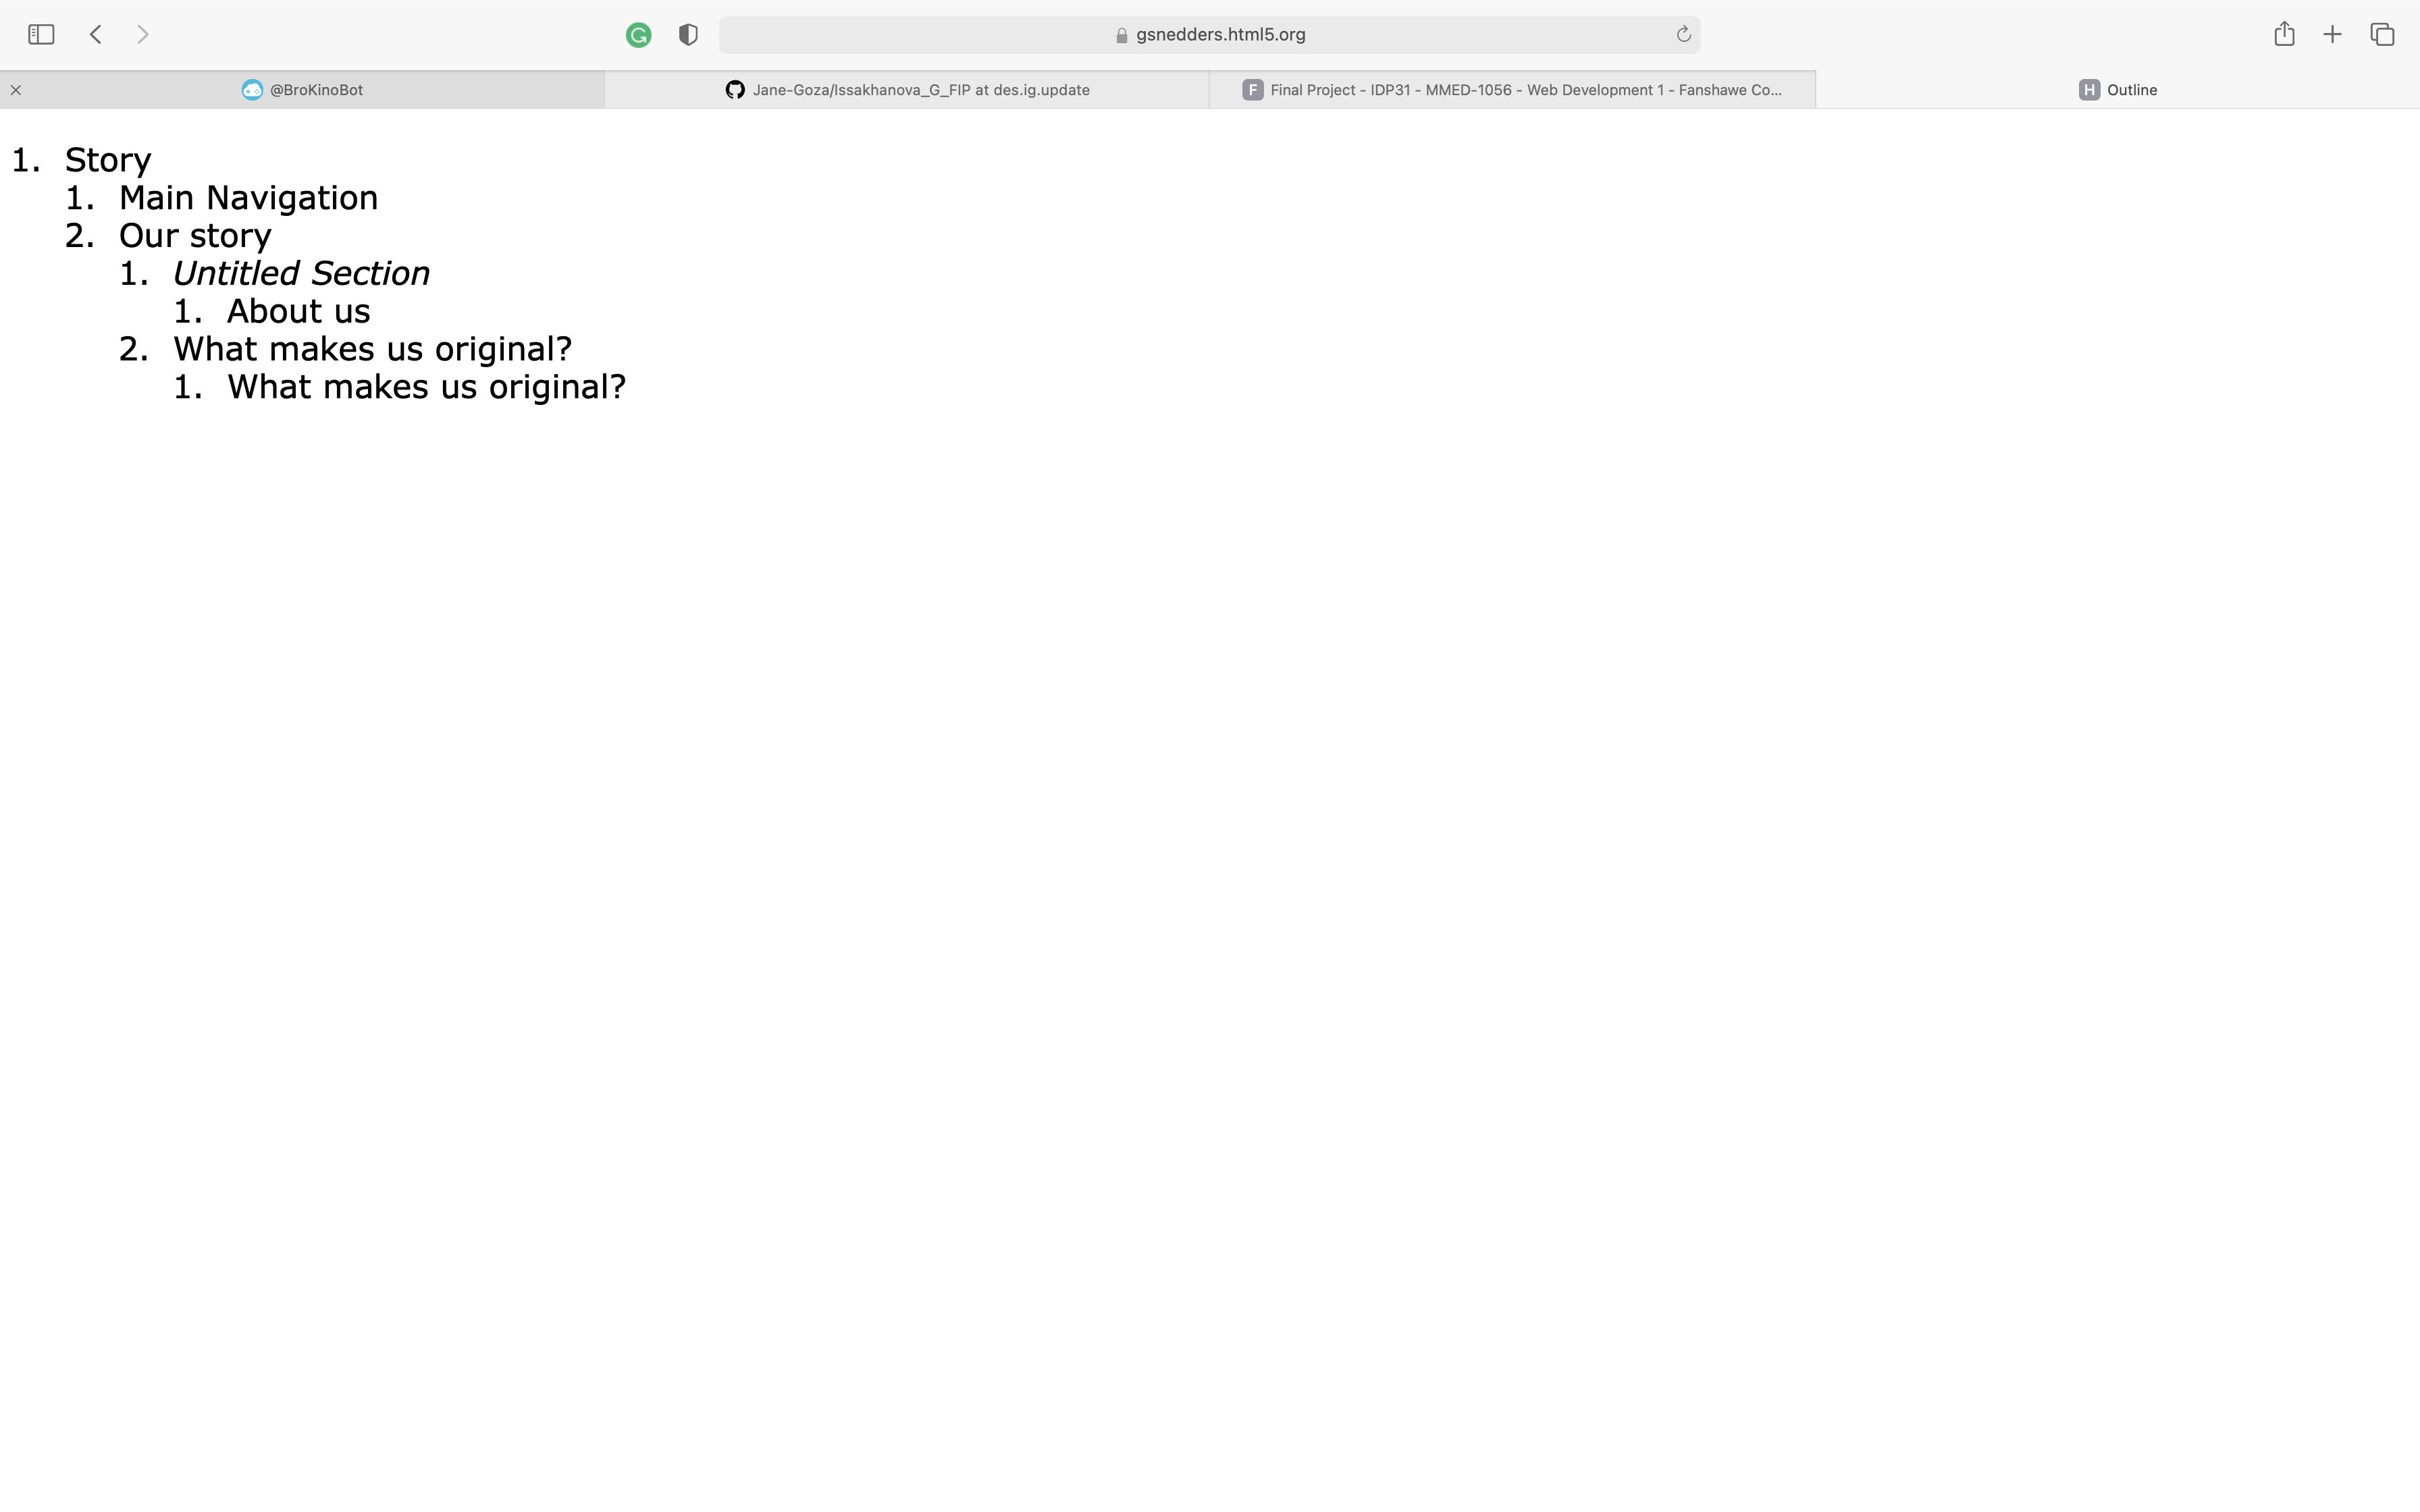 gsnedders.html5.org
@BroKinoBot
Jane-Goza/Issakhanova_G_FIP at des.ig.update
F Final Project - IDP31 - MMED-1056 - Web Development 1 - Fanshawe Co...
H Outline
1. Story
1. Main Navigation
2. Our story
1. Untitled Section
1. About us
2. What makes us original?
1. What makes us original?